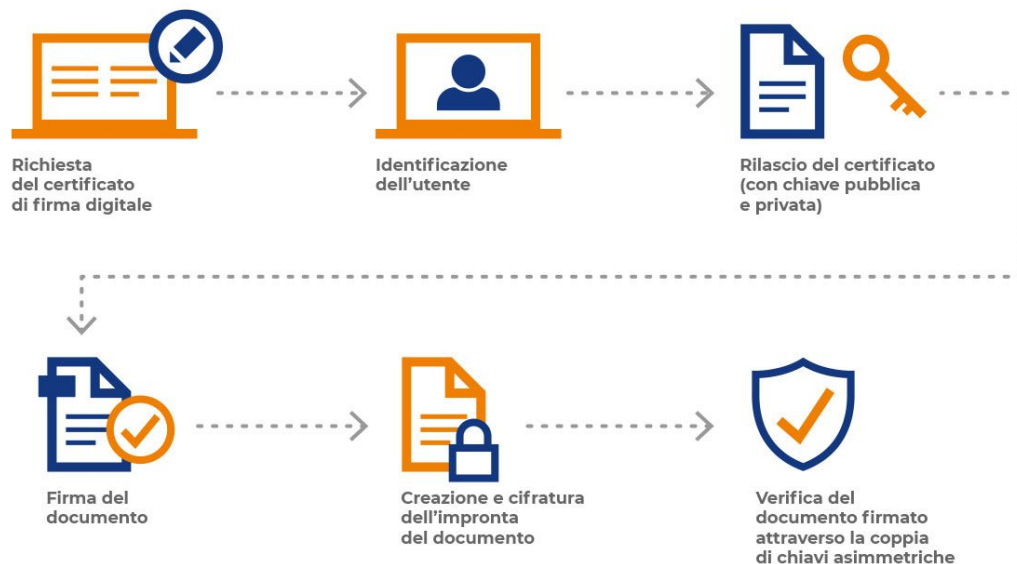 Richiesta
del certificato
di firma digitale
Identificazione
dell'utente
Rilascio del certificato
(con chiave pubblica
e privata)
Firma del
documento
Creazione e cifratura
dell'impronta
del documento
Verifica del
documento firmato
attraverso la coppia
di chiavi asimmetriche